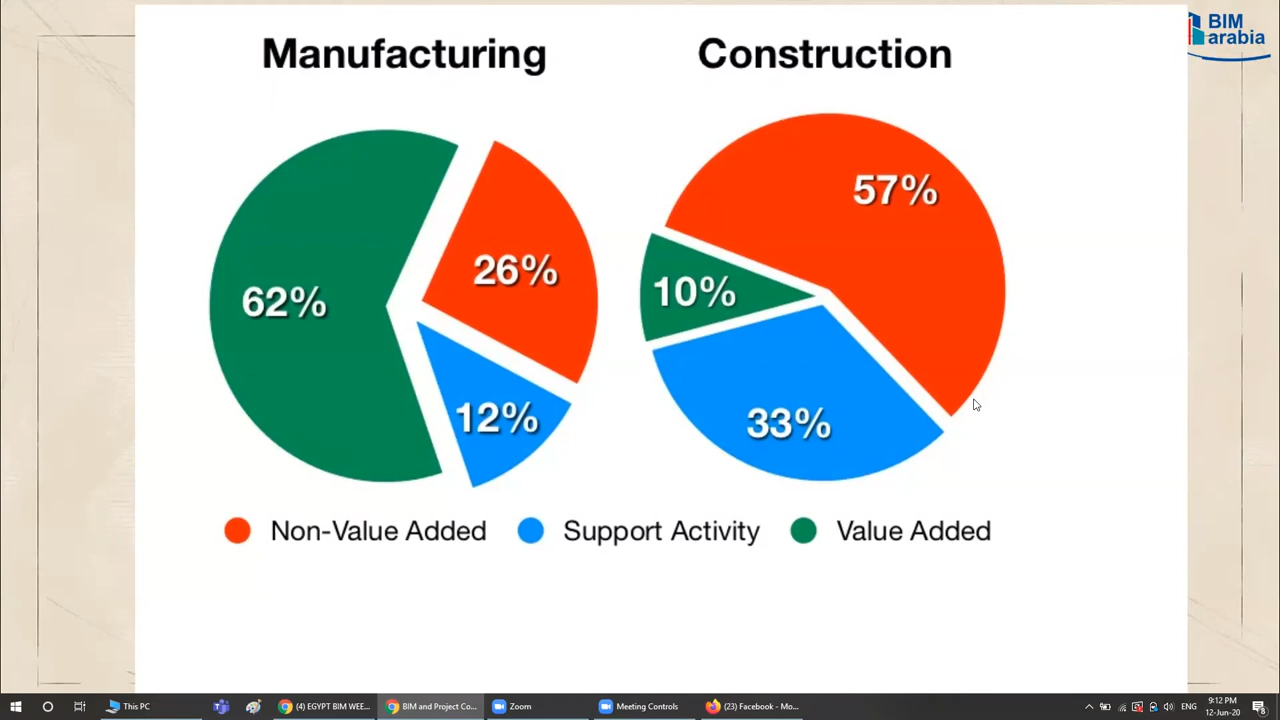 BIM
arabia
Manufacturing
Construction
62%
26%
12%
57%
10%
33%
Non-Value Added
Support Activity
Value Added
This PC
(4) EGYPT BIM WEE...
BIM and Project Co...
Zoom
Meeting Controls
(23) Facebook - Mo...
ENG
9:12 PM
12-Jun-20